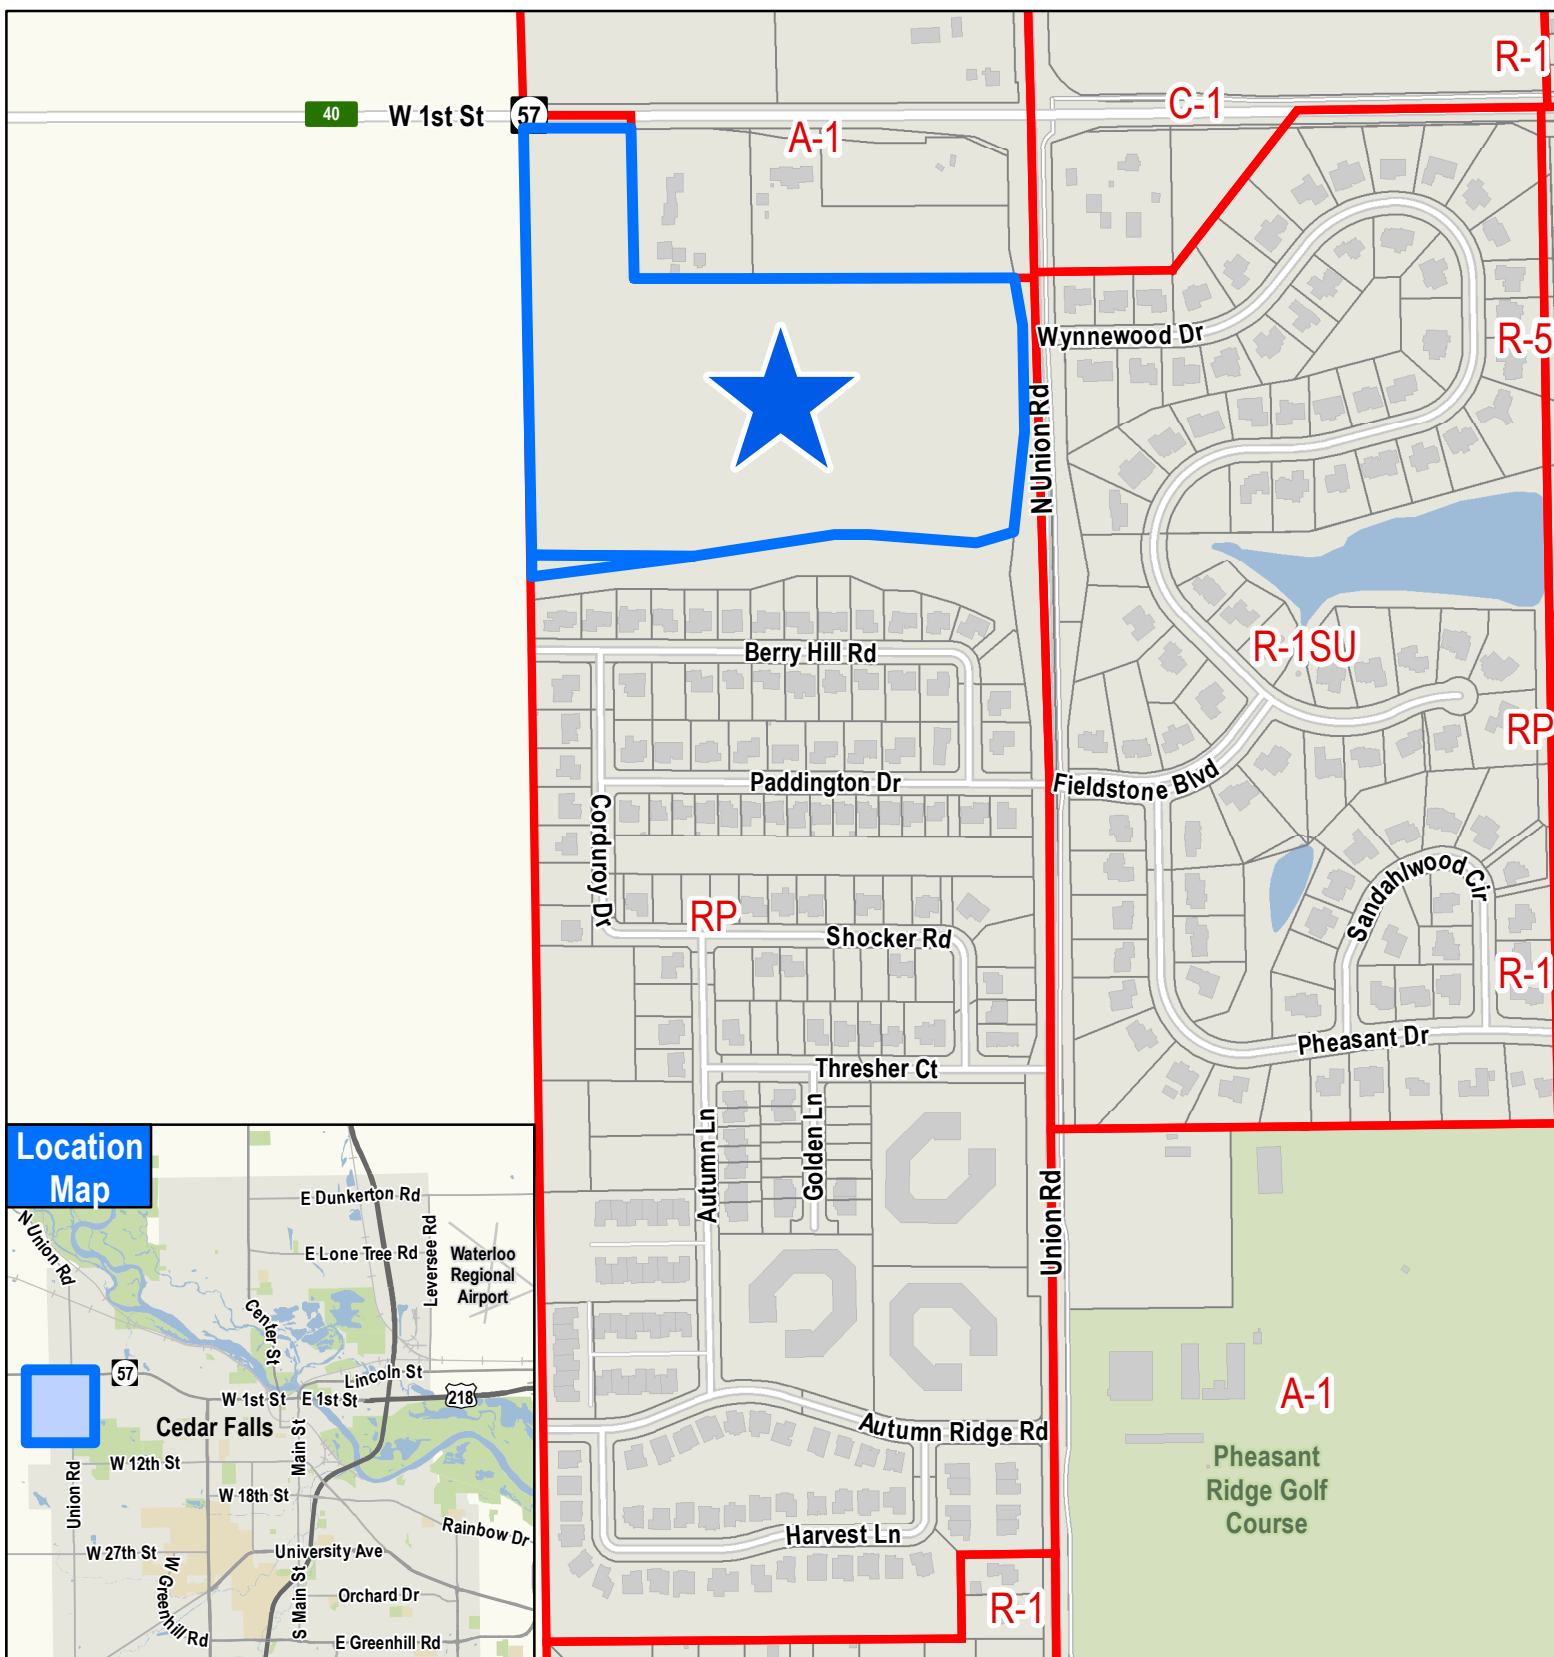 R-1
40
W 1st St
57
C-1
A-1
Wynnewood Dr
R-5
N Union Rd
R-1SU
Berry Hill Rd
RP
Paddington Dr
Fieldstone Blvd
Corduroy Dr
Sandahlwood Cir
RP
Shocker Rd
R-1
Pheasant Dr
Thresher Ct
Autumn Ln
Golden Ln
Union Rd
A-1
Autumn Ridge Rd
Pheasant
Ridge Golf
Course
Harvest Ln
R-1
Location
Map
E Dunkerton Rd
N Union Rd
E Lone Tree Rd
Leversee Rd
Waterloo
Regional
Airport
Center St
57
Lincoln St
W 1st St
E 1st St
218
Cedar Falls
Main St
W 12th St
Union Rd
W 18th St
Rainbow Dr
W 27th St
University Ave
W Greenhill Rd
S Main St
Orchard Dr
E Greenhill Rd